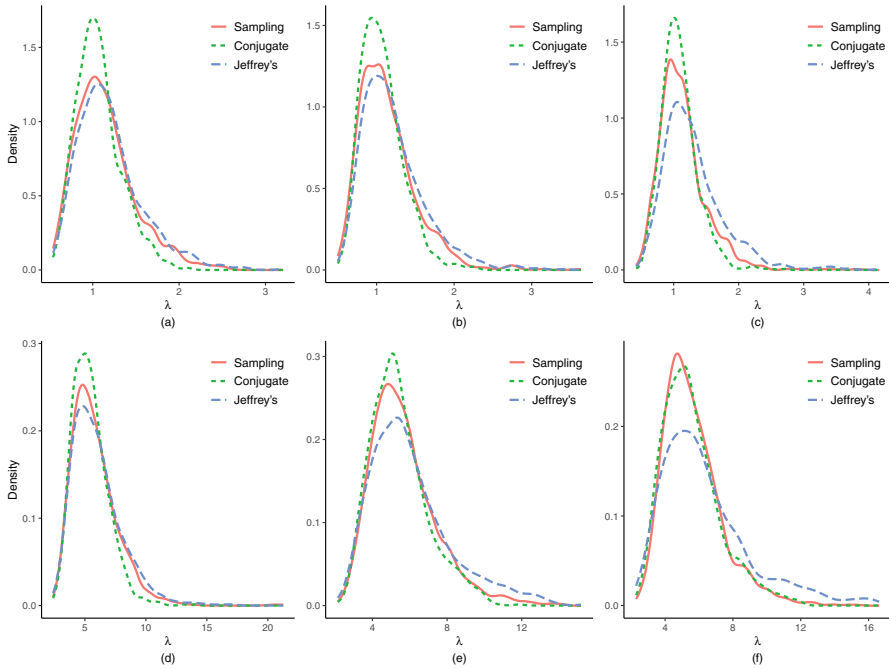 Sampling
Conjugate
Jeffrey's
Density
0.0
0.5
1.0
1.5
1 2 3
λ
(a)
Sampling
Conjugate
Jeffrey's
0.0
0.5
1.0
1.5
1 2 3
λ
(b)
Sampling
Conjugate
Jeffrey's
0.0
0.5
1.0
1.5
1 2 3 4
λ
(c)
Sampling
Conjugate
Jeffrey's
Density
0.0
0.1
0.2
0.3
5 10 15 20
λ
(d)
Sampling
Conjugate
Jeffrey's
0.0
0.1
0.2
0.3
4 8 12
λ
(e)
Sampling
Conjugate
Jeffrey's
0.0
0.1
0.2
4 8 12 16
λ
(f)